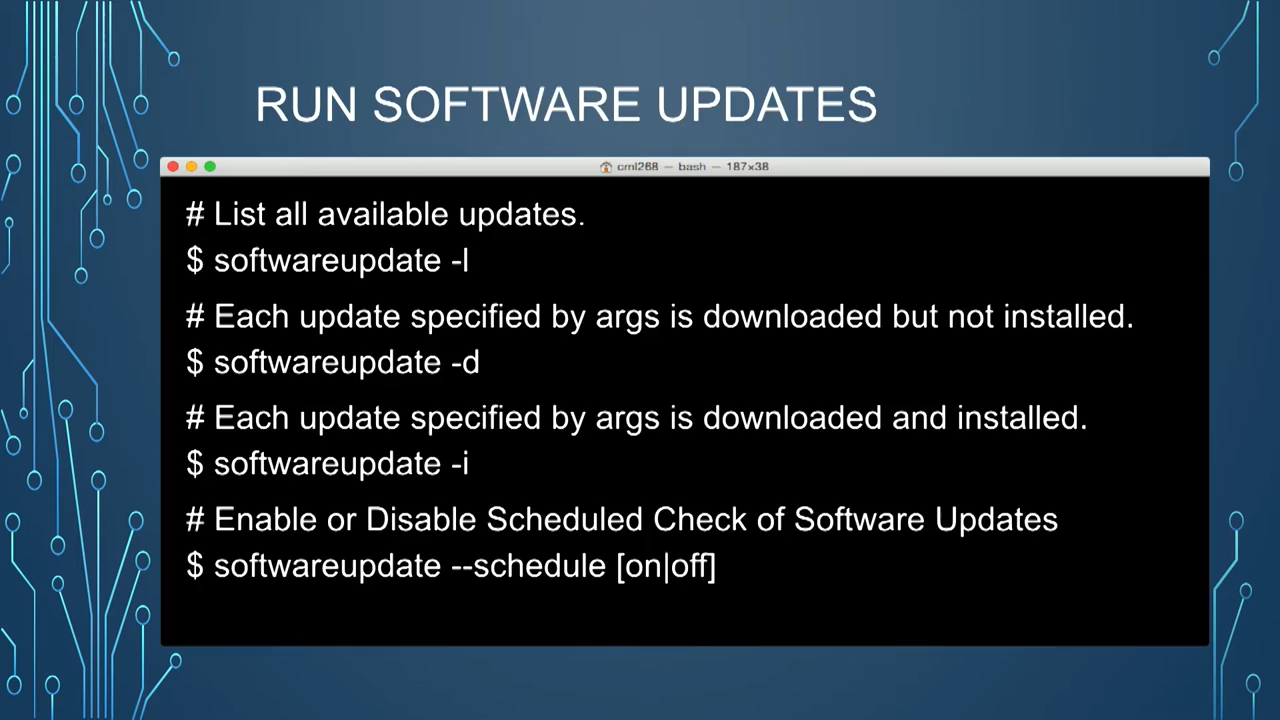 RUN SOFTWARE UPDATES
cml268 — bash — 187×38
# List all available updates.
$ softwareupdate -l
# Each update specified by args is downloaded but not installed.
$ softwareupdate -d
# Each update specified by args is downloaded and installed.
$ softwareupdate -i
# Enable or Disable Scheduled Check of Software Updates
$ softwareupdate --schedule [on|off]